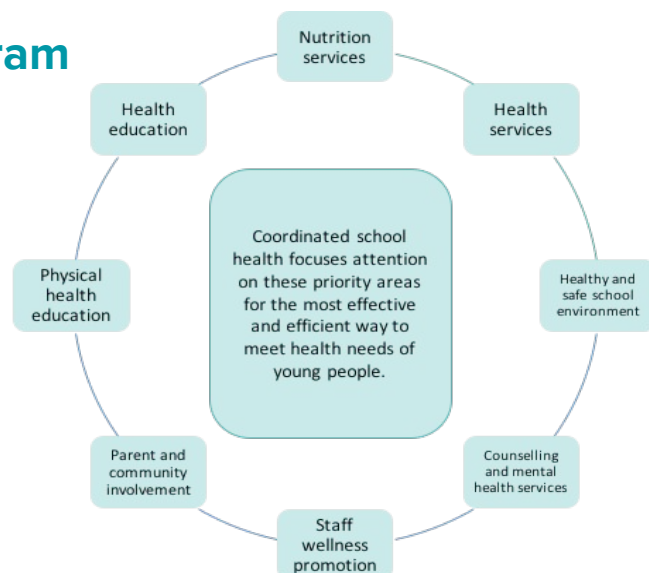 ram
Nutrition
services
Health
services
Healthy and
safe school
environment
Counselling
and mental
health services
Staff
wellness
promotion
Parent and
community
involvement
Physical
health
education
Health
education
Coordinated school
health focuses attention
on these priority areas
for the most effective
and efficient way to
meet health needs of
young people.